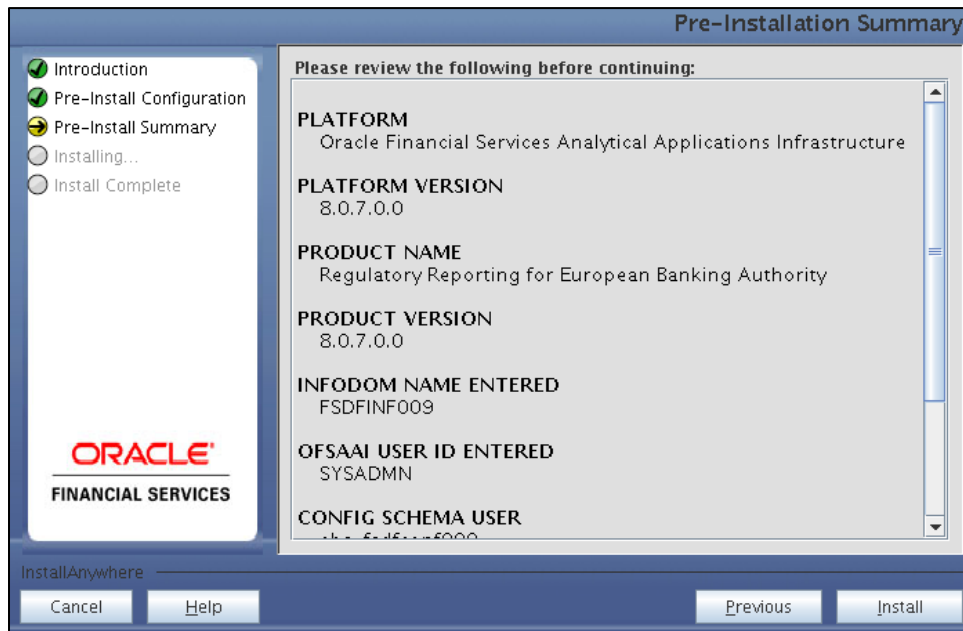 Pre-Installation Summary
Introduction
Pre-Install Configuration
Pre-Install Summary
Installing...
Install Complete
ORACLE
FINANCIAL SERVICES
Please review the following before continuing:
PLATFORM
Oracle Financial Services Analytical Applications Infrastructure
PLATFORM VERSION
8.0.7.0.0
PRODUCT NAME
Regulatory Reporting for European Banking Authority
PRODUCT VERSION
8.0.7.0.0
INFODOM NAME ENTERED
FSDFINF009
OFSAAI USER ID ENTERED
SYSADMN
CONFIG SCHEMA USER
InstallAnywhere
Cancel
Help
Previous
Install